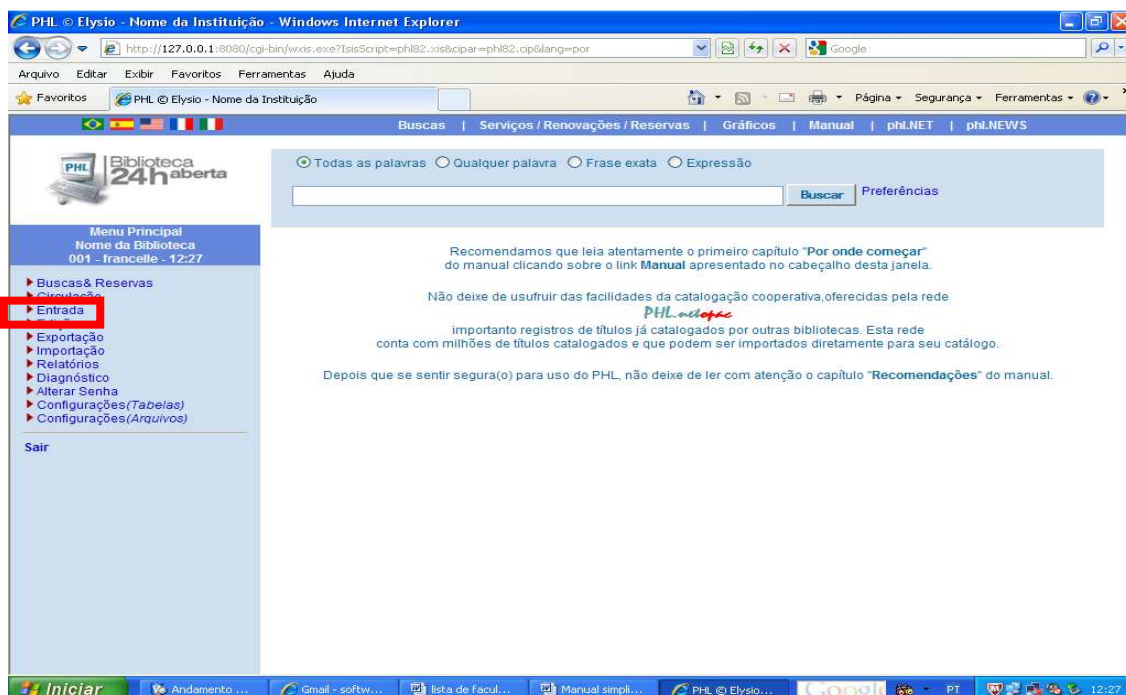 PHL © Elysio - Nome da Instituição - Windows Internet Explorer
http://127.0.0.1:8080/cgi-bin/wxis.exe?IsisScript=phl82.xis&cipar=phl82.cip&lang=por
Google
Arquivo Editar Exibir Favoritos Ferramentas Ajuda
Favoritos PHL © Elysio - Nome da Instituição Página Segurança Ferramentas
Buscas | Serviços / Renovações / Reservas | Gráficos | Manual | phl.NET | phl.NEWS
PHL Biblioteca
24h aberta
Todas as palavras Qualquer palavra Frase exata Expressão
Buscar Preferências
Menu Principal
Nome da Biblioteca
001 - francelle - 12:27
Buscas& Reservas
Circulação
Entrada
Exportação
Importação
Relatórios
Diagnóstico
Alterar Senha
Configurações(Tabelas)
Configurações(Arquivos)
Sair
Recomendamos que leia atentamente o primeiro capítulo "Por onde começar"
do manual clicando sobre o link Manual apresentado no cabeçalho desta janela.
Não deixe de usufruir das facilidades da catalogação cooperativa,oferecidas pela rede
PHL.netopac
importanto registros de títulos já catalogados por outras bibliotecas. Esta rede
conta com milhões de títulos catalogados e que podem ser importados diretamente para seu catálogo.
Depois que se sentir segura(o) para uso do PHL, não deixe de ler com atenção o capítulo "Recomendações" do manual.
Iniciar Andamento ... Gmail - softw... lista de facul... Manual simpli... PHL © Elysio... Google PT 12:27